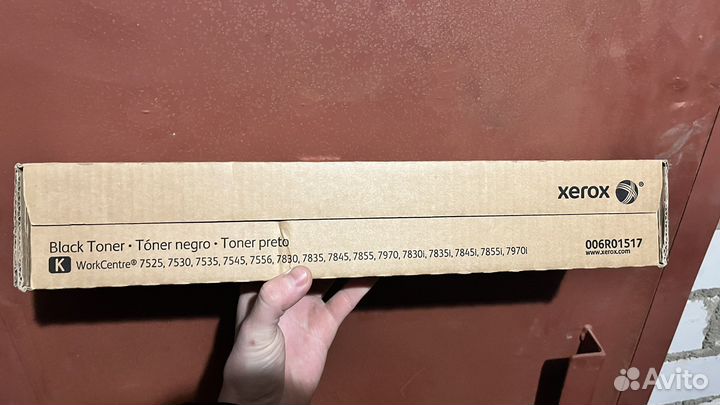 xerox ®
Black Toner • Tóner negro • Toner preto
K WorkCentre® 7525, 7530, 7535, 7545, 7556, 7830, 7835, 7845, 7855, 7970, 7830i, 7835i, 7845i, 7855i, 7970i
006R01517
www.xerox.com
Avito